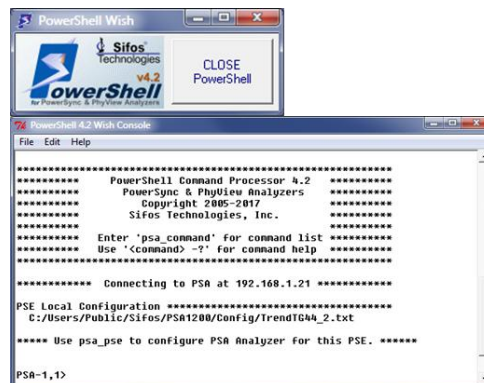 PowerShell Wish
Sifos
Technologies
v4.2
PowerShell
for PowerSync & PhyView Analyzers
CLOSE
PowerShell
PowerShell 4.2 Wish Console
File Edit Help
**********************************************************
********** PowerShell Command Processor 4.2 **********
********** PowerSync & PhyView Analyzers **********
********** Copyright 2005-2017 **********
********** Sifos Technologies, Inc. **********
********** **********
********** Enter 'psa_command' for command list **********
********** Use '<command> -?' for command help **********
**********************************************************
************ Connecting to PSA at 192.168.1.21 ************
PSE Local Configuration ***********************************
C:/Users/Public/Sifos/PSA1200/Config/TrendTG44_2.txt
***** Use psa_pse to configure PSA Analyzer for this PSE. ******
PSA-1,1>